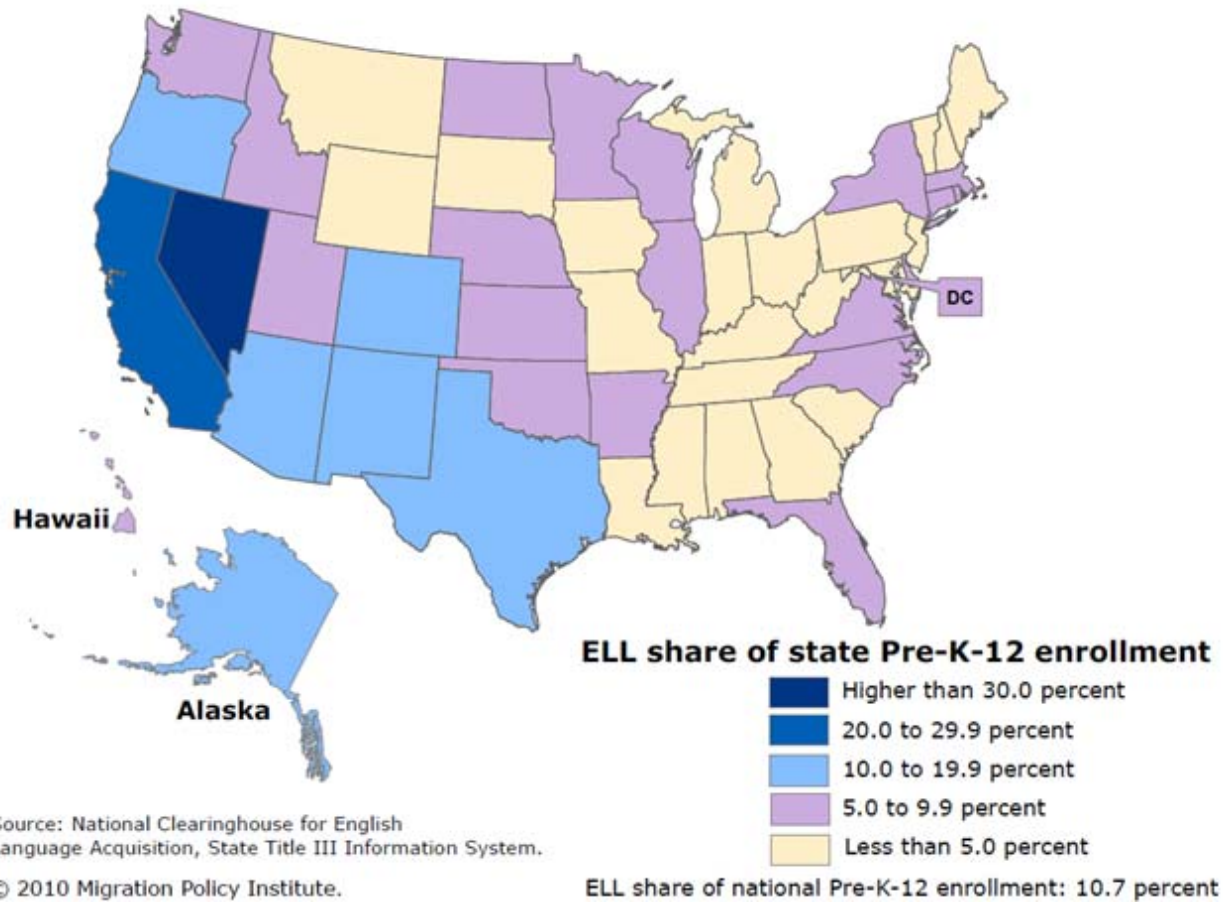 DC
Hawaii
Alaska
ELL share of state Pre-K-12 enrollment
Higher than 30.0 percent
20.0 to 29.9 percent
10.0 to 19.9 percent
5.0 to 9.9 percent
Less than 5.0 percent
ELL share of national Pre-K-12 enrollment: 10.7 percent
Source: National Clearinghouse for English
Language Acquisition, State Title III Information System.
© 2010 Migration Policy Institute.